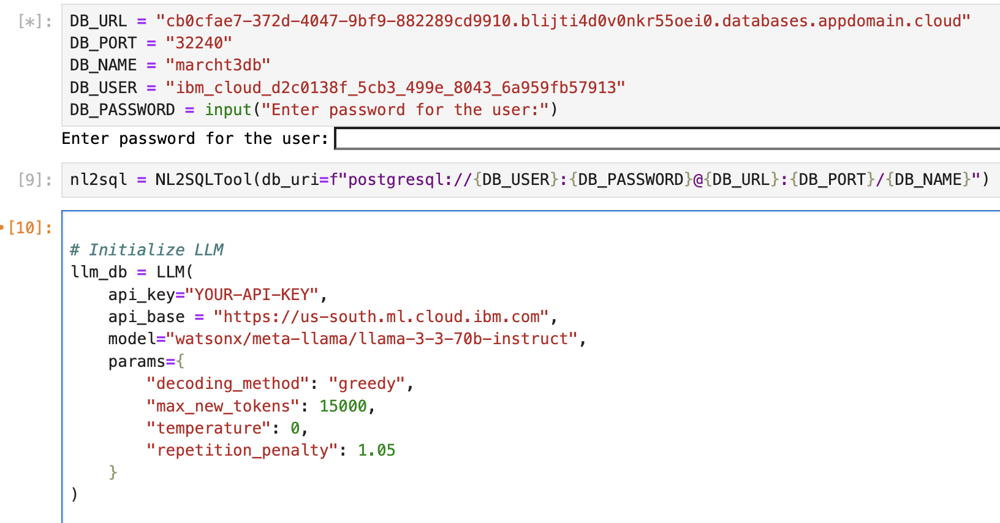 [*]: DB_URL = "cb0cfae7-372d-4047-9bf9-882289cd9910.blijti4d0v0nkr55oei0.databases.appdomain.cloud"
DB_PORT = "32240"
DB_NAME = "marcht3db"
DB_USER = "ibm_cloud_d2c0138f_5cb3_499e_8043_6a959fb57913"
DB_PASSWORD = input("Enter password for the user:")
Enter password for the user:
[9]: nl2sql = NL2SQLTool(db_uri=f"postgresql://{DB_USER}:{DB_PASSWORD}@{DB_URL}:{DB_PORT}/{DB_NAME}")
•[10]:
# Initialize LLM
llm_db = LLM(
    api_key="YOUR-API-KEY",
    api_base = "https://us-south.ml.cloud.ibm.com",
    model="watsonx/meta-llama/llama-3-3-70b-instruct",
    params={
        "decoding_method": "greedy",
        "max_new_tokens": 15000,
        "temperature": 0,
        "repetition_penalty": 1.05
    }
)